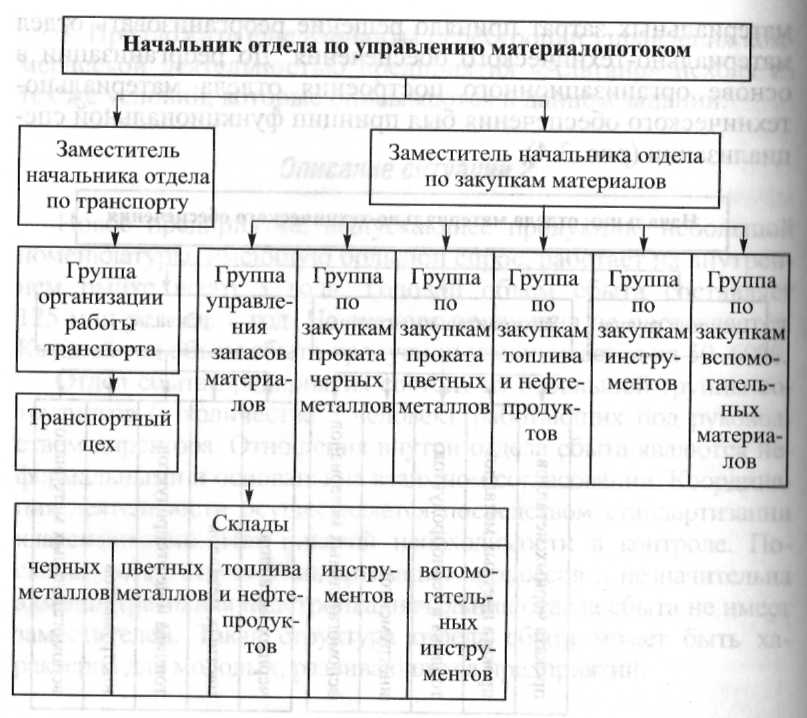 Начальник отдела по управлению материалопотоком
Заместитель
начальника отдела
по транспорту
Заместитель начальника отдела
по закупкам материалов
Группа
организации
работы
транспорта
Группа
управле-
ния
запасов
материа-
лов
Группа
по
закупкам
проката
черных
металлов
Группа
по
закупкам
проката
цветных
металлов
Группа
по
закупкам
топлива
и нефте-
продук-
тов
Группа
по
закупкам
инстру-
ментов
Группа
по
закупкам
вспомо-
гатель-
ных
материа-
лов
Транспортный
цех
Склады
черных
металлов
цветных
металлов
топлива
и нефте-
продук-
тов
инстру-
ментов
вспомо-
гатель-
ных
инстру-
ментов